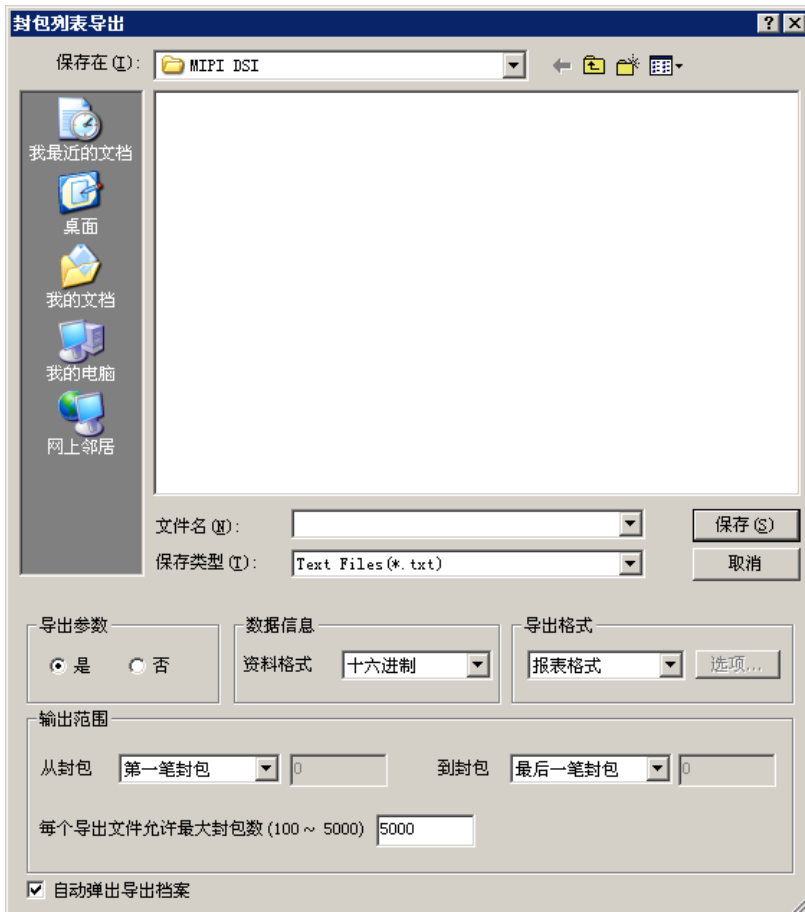 封包列表导出
保存在(I):
MIPI DSI
我最近的文档
桌面
我的文档
我的电脑
网上邻居
文件名(N):
保存(S)
保存类型(T):
Text Files(*.txt)
取消
导出参数
是
否
数据信息
资料格式
十六进制
导出格式
报表格式
选项...
输出范围
从封包
第一笔封包
0
到封包
最后一笔封包
0
每个导出文件允许最大封包数(100 ~ 5000)
5000
自动弹出导出档案